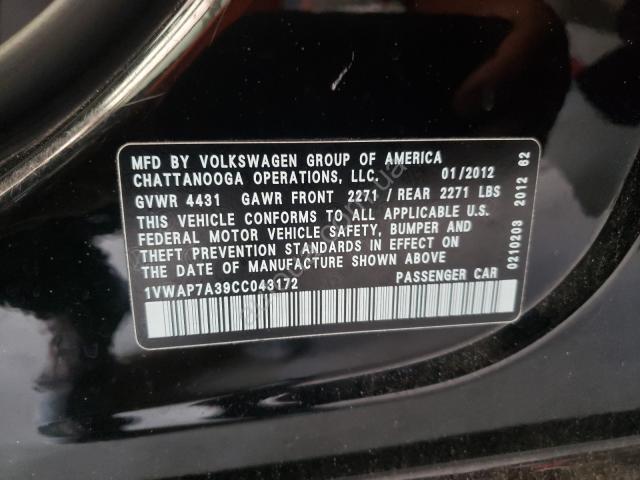 MFD BY VOLKSWAGEN GROUP OF AMERICA
CHATTANOOGA OPERATIONS, LLC. 01/2012
GVWR 4431 GAWR FRONT 2271 / REAR 2271 LBS
THIS VEHICLE CONFORMS TO ALL APPLICABLE U.S.
FEDERAL MOTOR VEHICLE SAFETY, BUMPER AND
THEFT PREVENTION STANDARDS IN EFFECT ON
THE DATE OF MANUFACTURE SHOWN ABOVE
1VWAP7A39CC043172 PASSENGER CAR
0210203 2012 62